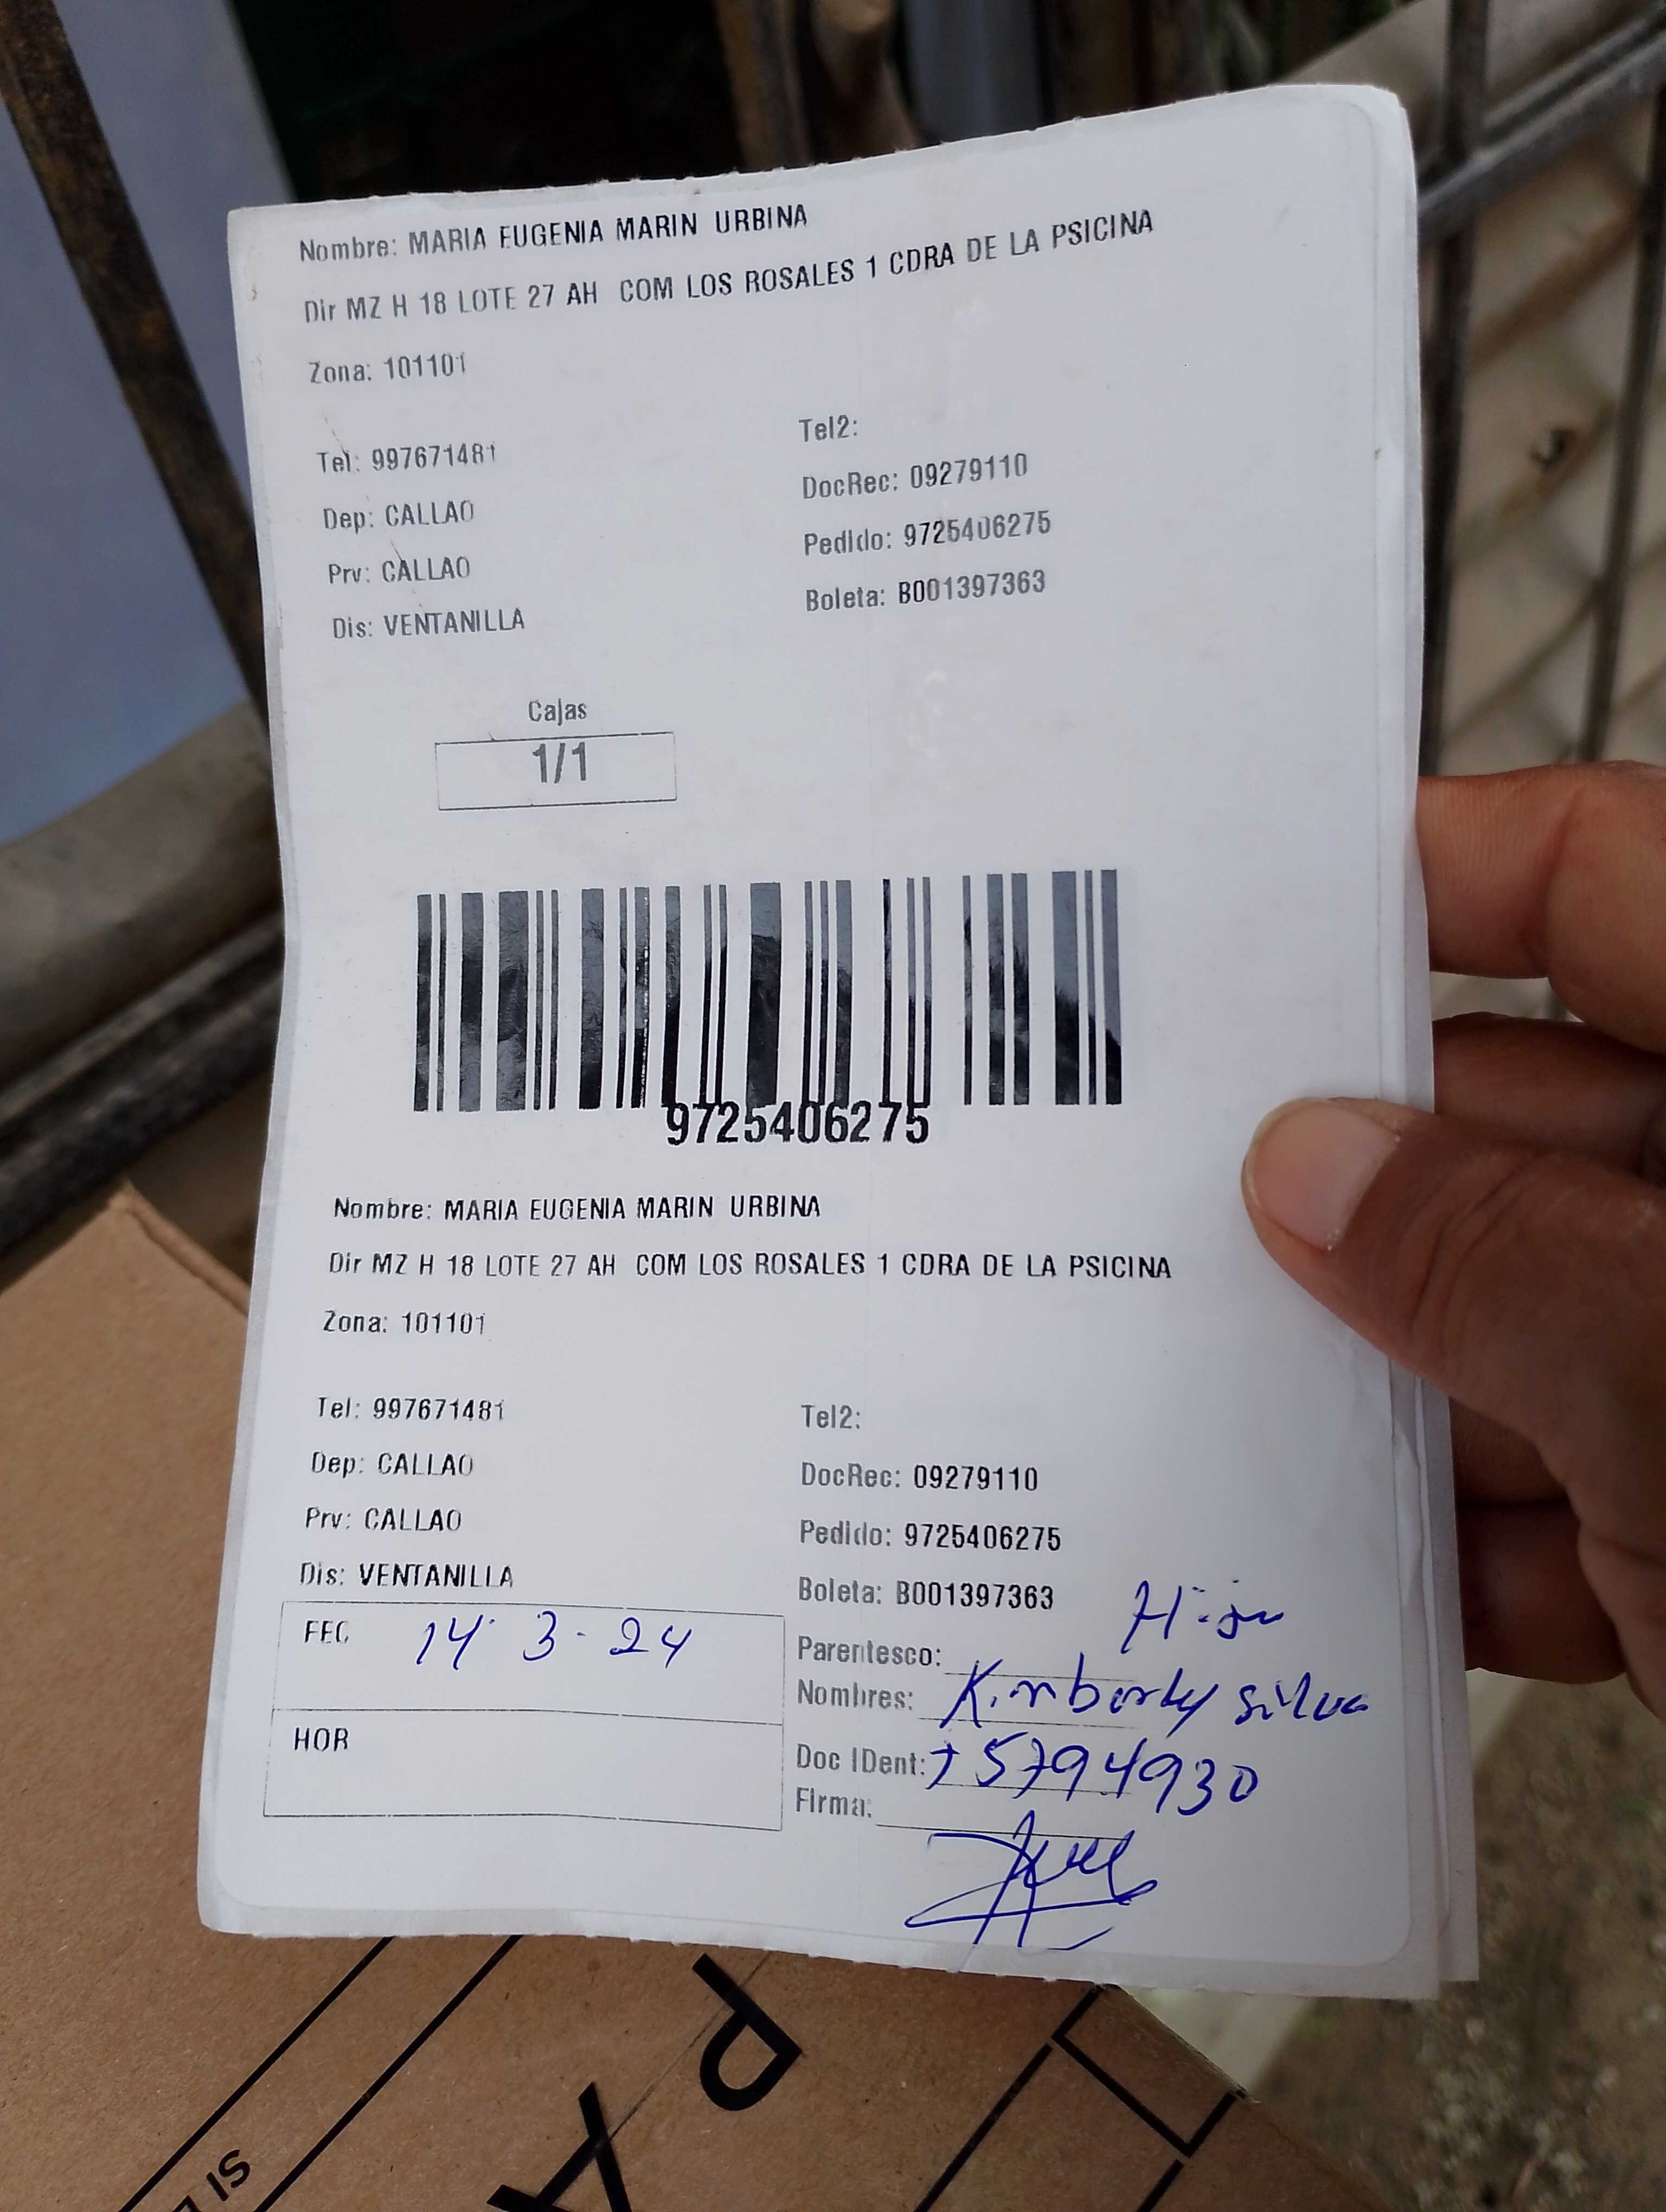 Nombre: MARIA EUGENIA MARIN URBINA
Dir MZ H 18 LOTE 27 AH COM LOS ROSALES 1 CDRA DE LA PSICINA
Zona: 101101
Tel: 997671481
Tel2:
Dep: CALLAO
DocRec: 09279110
Prv: CALLAO
Pedido: 9725406275
Dis: VENTANILLA
Boleta: B001397363
Cajas
1/1
9725406275
Nombre: MARIA EUGENIA MARIN URBINA
Dir MZ H 18 LOTE 27 AH COM LOS ROSALES 1 CDRA DE LA PSICINA
Zona: 101101
Tel: 997671481
Tel2:
Dep: CALLAO
DocRec: 09279110
Prv: CALLAO
Pedido: 9725406275
Dis: VENTANILLA
Boleta: B001397363
FEC 14·3·24
Parentesco:
Nombres: Kimberly Silva
HOR
Doc IDent: 75794930
Firma:
PA
SI